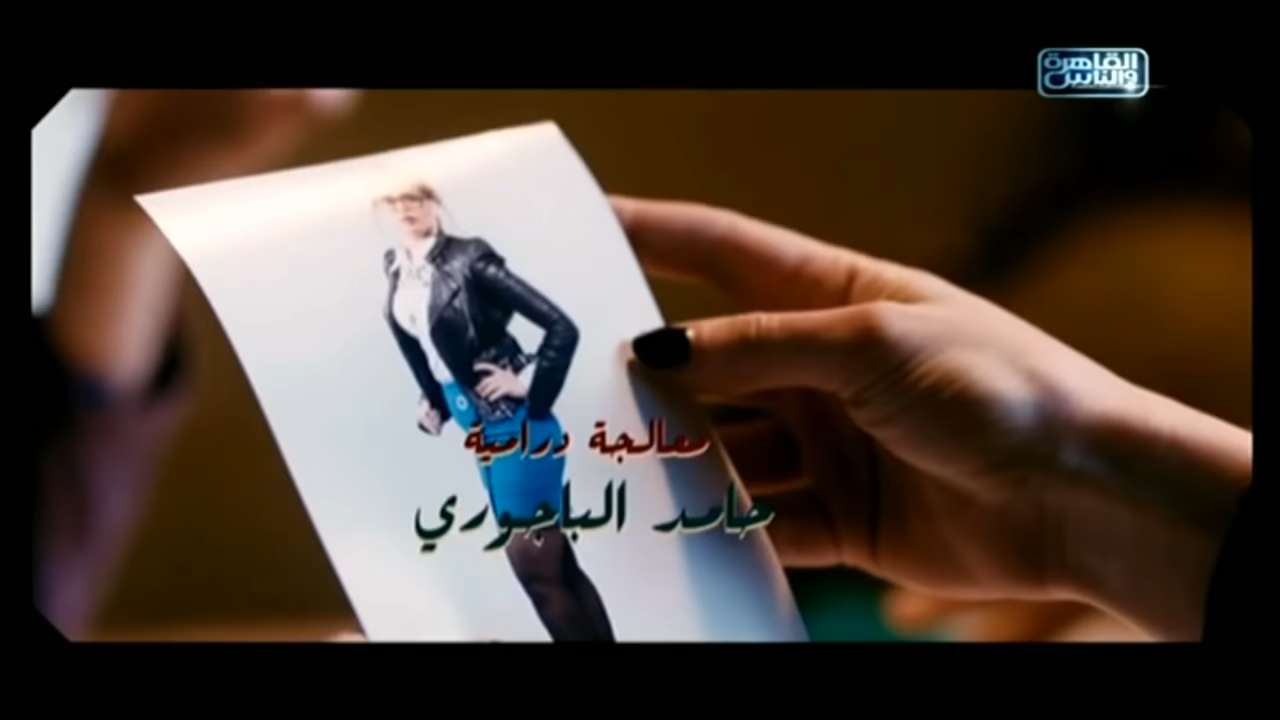 القاهرة
والناس
معالجة درامية
حامد الباجوري